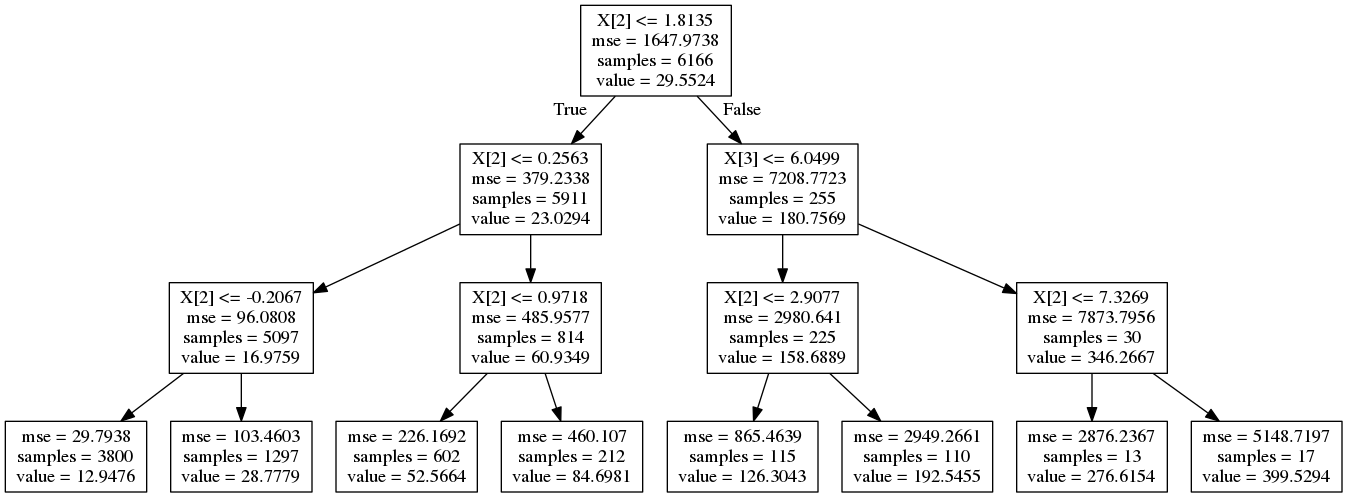 X[2] <= 1.8135
mse = 1647.9738
samples = 6166
value = 29.5524
True
False
X[2] <= 0.2563
mse = 379.2338
samples = 5911
value = 23.0294
X[3] <= 6.0499
mse = 7208.7723
samples = 255
value = 180.7569
X[2] <= -0.2067
mse = 96.0808
samples = 5097
value = 16.9759
X[2] <= 0.9718
mse = 485.9577
samples = 814
value = 60.9349
X[2] <= 2.9077
mse = 2980.641
samples = 225
value = 158.6889
X[2] <= 7.3269
mse = 7873.7956
samples = 30
value = 346.2667
mse = 29.7938
samples = 3800
value = 12.9476
mse = 103.4603
samples = 1297
value = 28.7779
mse = 226.1692
samples = 602
value = 52.5664
mse = 460.107
samples = 212
value = 84.6981
mse = 865.4639
samples = 115
value = 126.3043
mse = 2949.2661
samples = 110
value = 192.5455
mse = 2876.2367
samples = 13
value = 276.6154
mse = 5148.7197
samples = 17
value = 399.5294